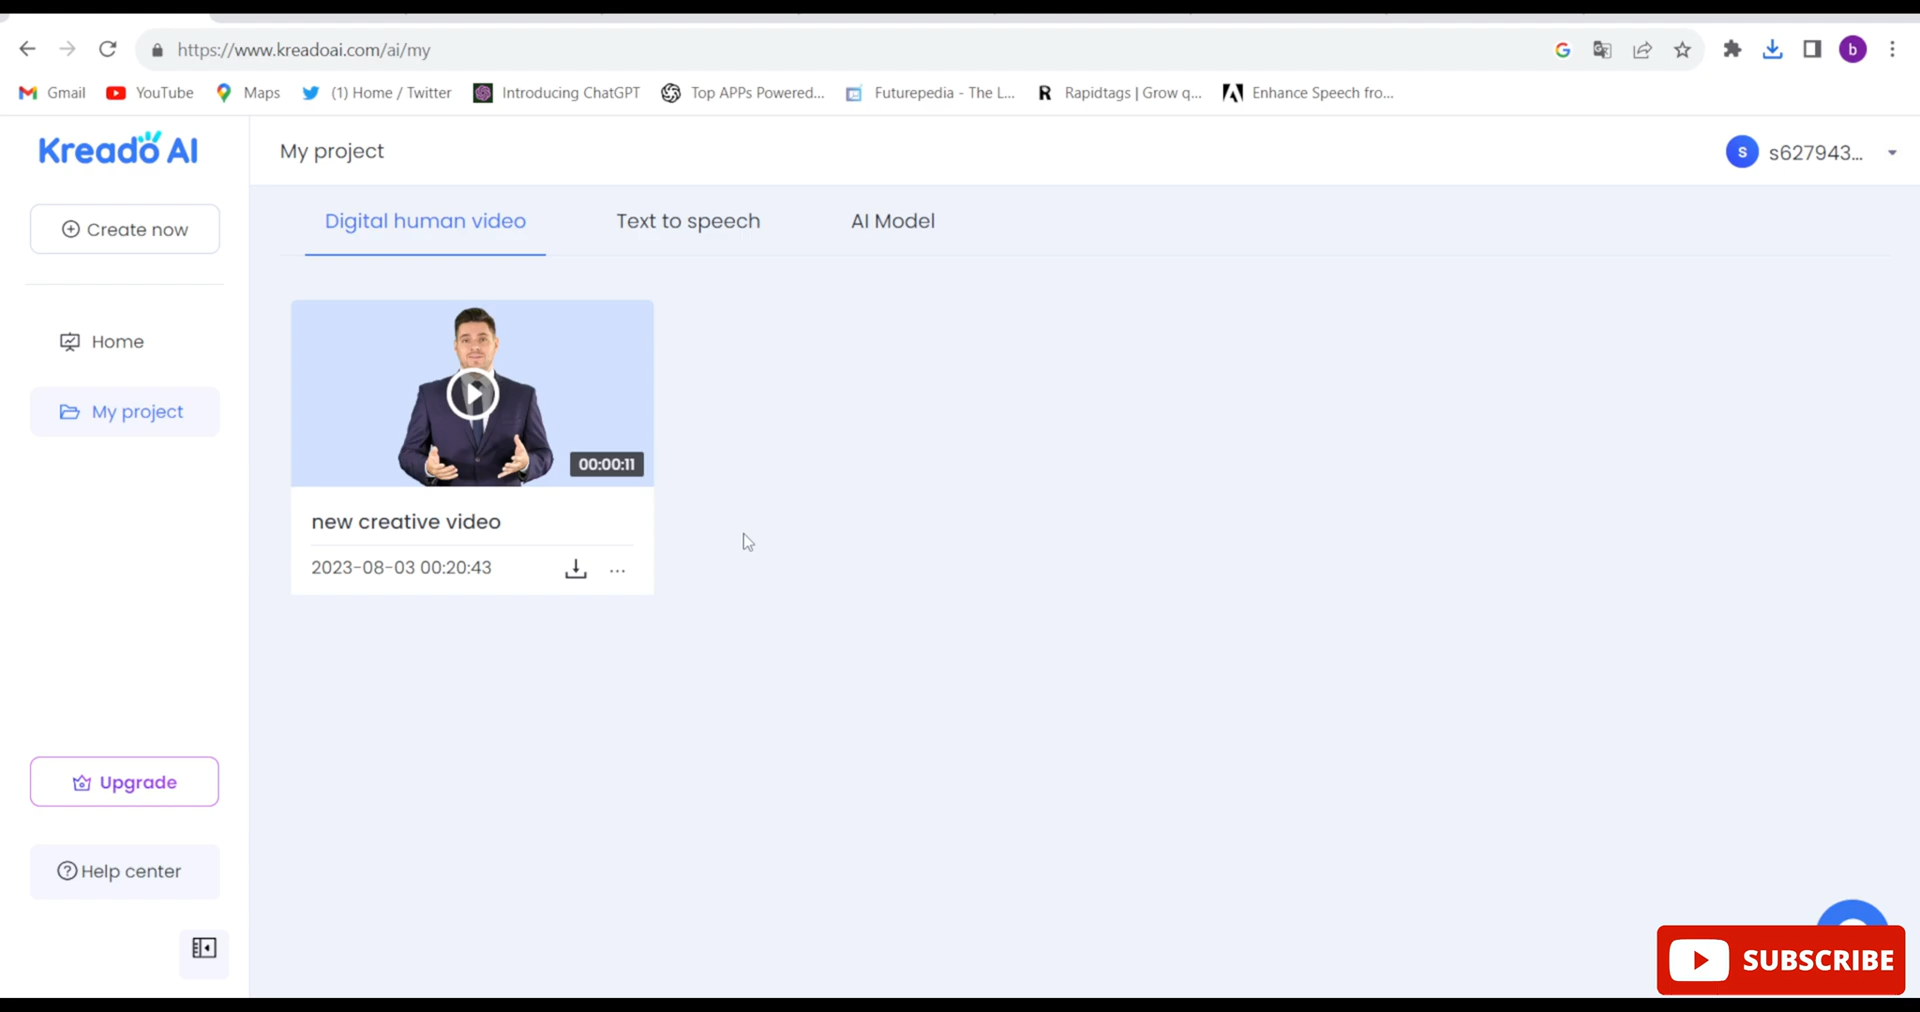 https://www.kreadoai.com/ai/my
b
Gmail YouTube Maps (1) Home / Twitter Introducing ChatGPT Top APPs Powered... Futurepedia - The L... Rapidtags | Grow q... Enhance Speech fro...
Kreado AI
My project
s s627943...
Create now
Digital human video Text to speech AI Model
Home
My project
00:00:11
new creative video
2023-08-03 00:20:43 ...
Upgrade
Help center
SUBSCRIBE